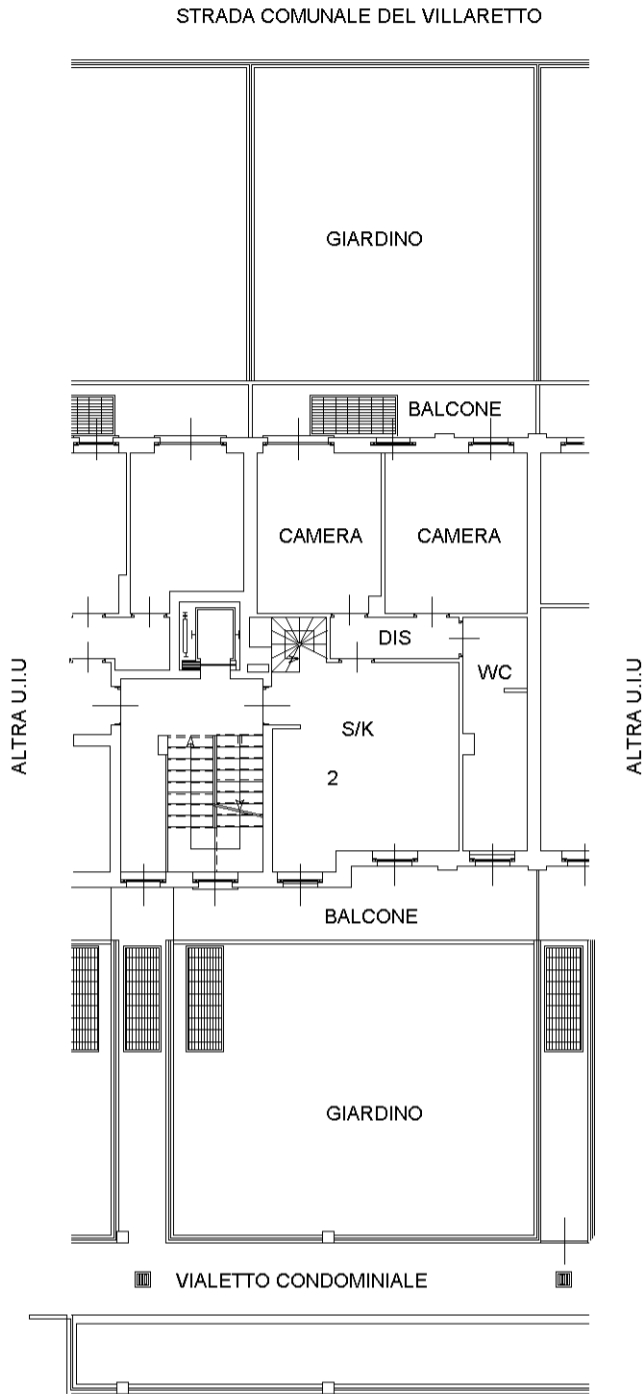 STRADA COMUNALE DEL VILLARETTO
GIARDINO
BALCONE
CAMERA
CAMERA
DIS
WC
ALTRA U.I.U
S/K
ALTRA U.I.U
2
BALCONE
GIARDINO
VIALETTO CONDOMINIALE